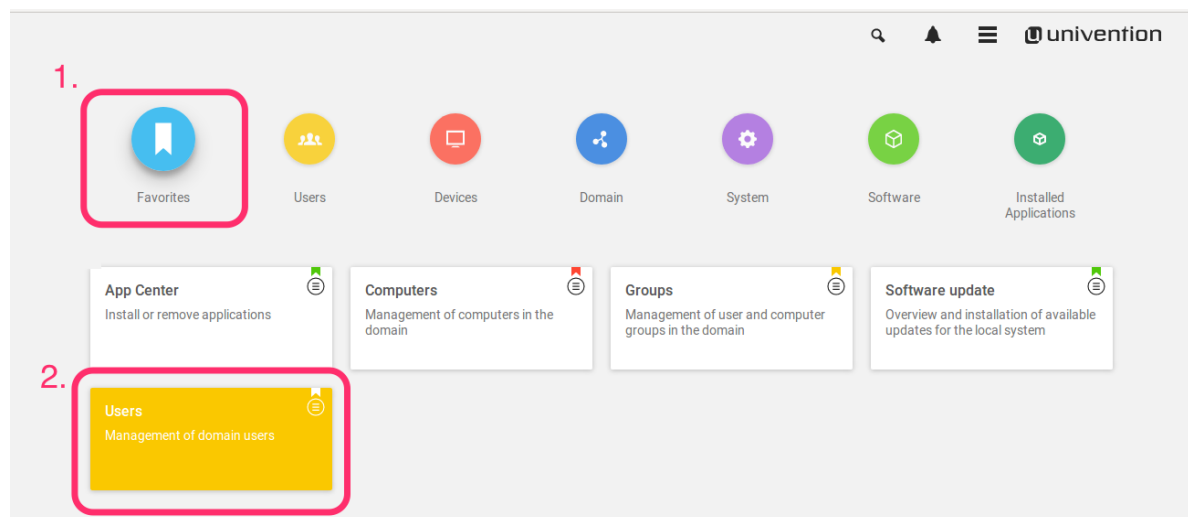 univention
1.
Favorites
Users
Devices
Domain
System
Software
Installed
Applications
App Center
Install or remove applications
Computers
Management of computers in the
domain
Groups
Management of user and computer
groups in the domain
Software update
Overview and installation of available
updates for the local system
2.
Users
Management of domain users